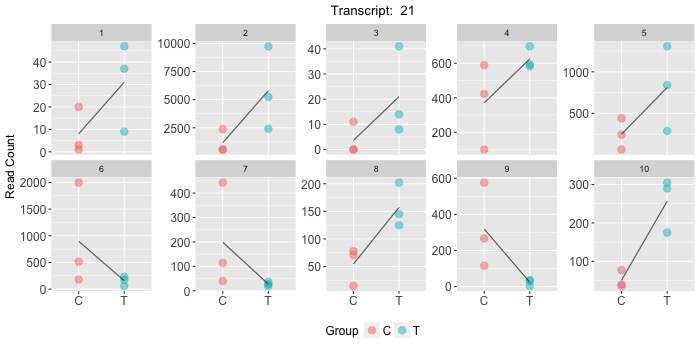 Transcript: 21
1 2 3 4 5
40 30 20 10 0
10000 7500 5000 2500
40 30 20 10 0
600 400 200
1000 500
Read Count
6 7 8 9 10
2000 1500 1000 500 0
400 300 200 100 0
200 150 100 50
600 400 200 0
300 200 100
C T C T C T C T C T
Group C T